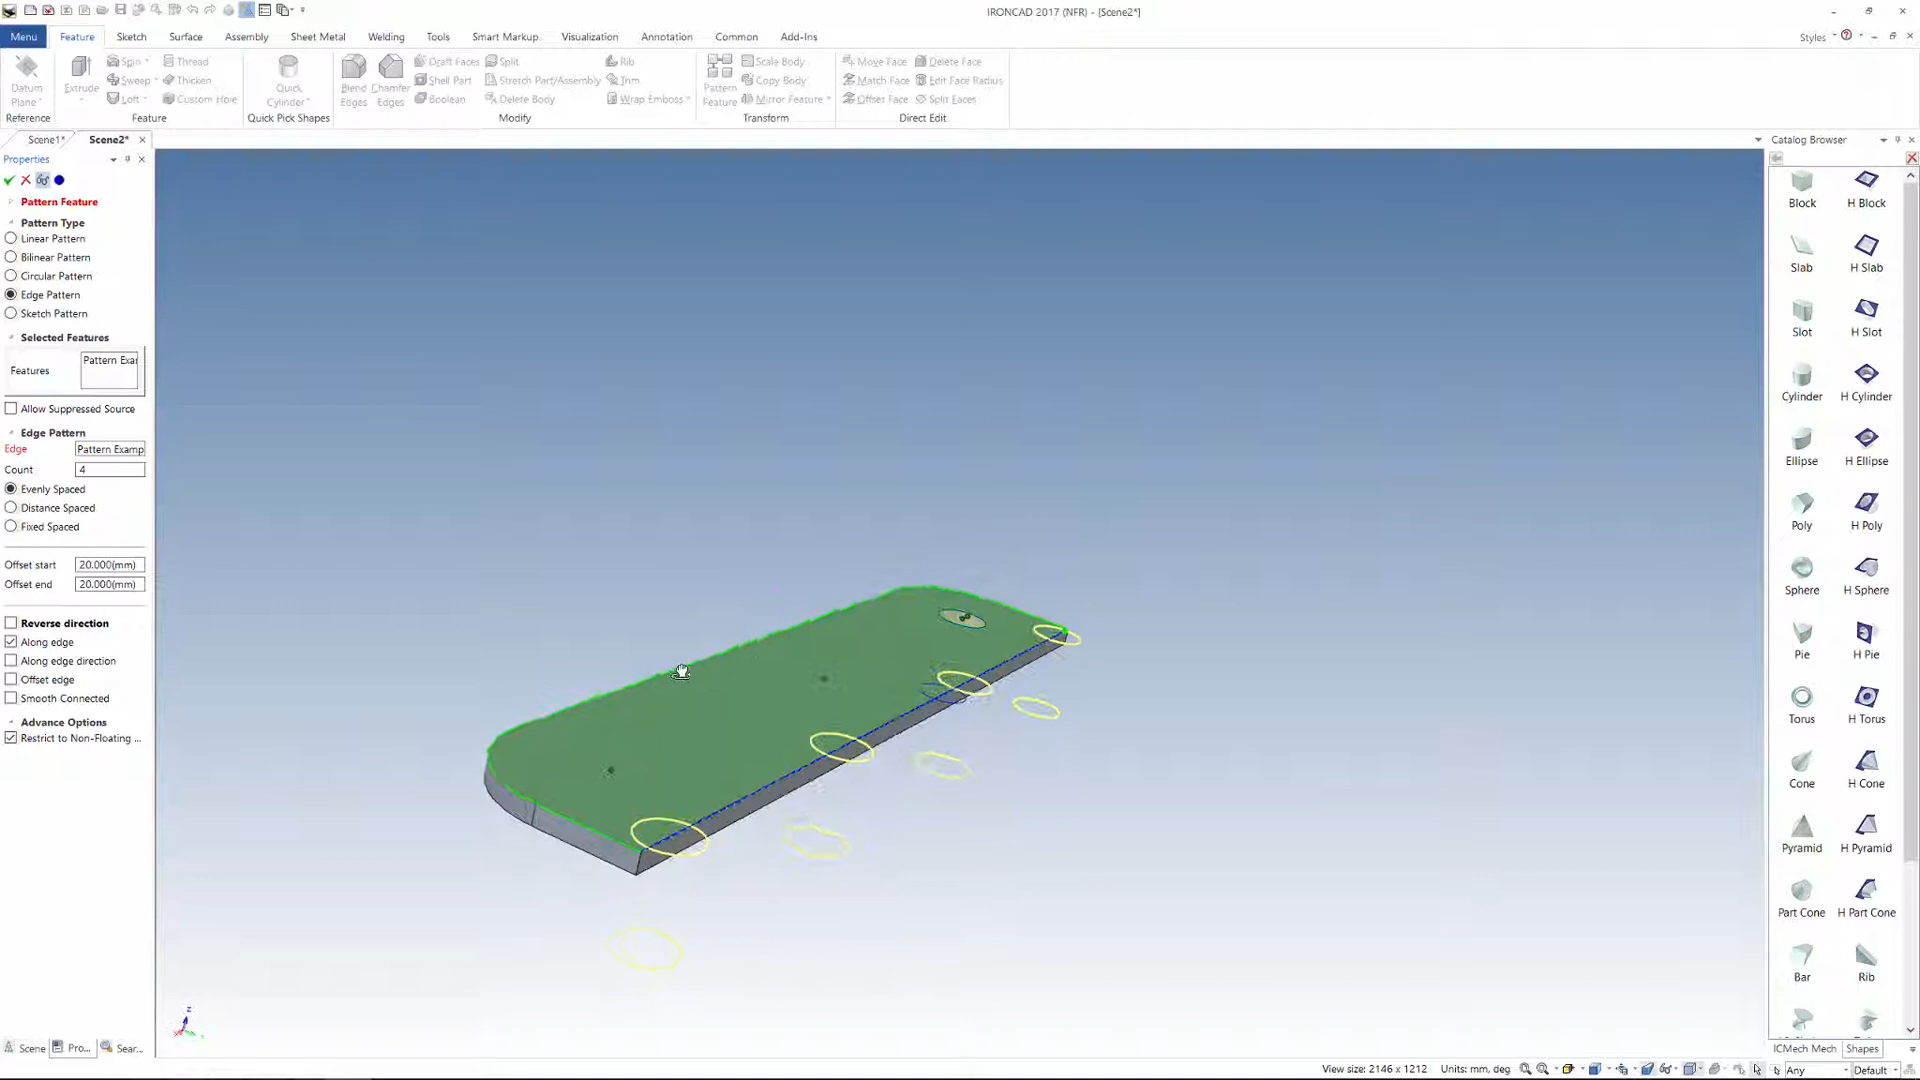 IRONCAD 2017 (NFR) - [Scene2*]
Menu Feature Sketch Surface Assembly Sheet Metal Welding Tools Smart Markup Visualization Annotation Common Add-Ins Styles
Datum Plane
Reference
Extrude
Spin
Sweep
Loft
Thread
Thicken
Custom Hole
Feature
Quick Cylinder
Quick Pick Shapes
Blend Edges
Chamfer Edges
Draft Faces
Shell Part
Boolean
Split
Stretch Part/Assembly
Delete Body
Rib
Trim
Wrap Emboss
Modify
Pattern Feature
Scale Body
Copy Body
Mirror Feature
Transform
Move Face
Match Face
Offset Face
Delete Face
Edit Face Radius
Split Faces
Direct Edit
Scene1* Scene2*
Properties
Pattern Feature
Pattern Type
Linear Pattern
Bilinear Pattern
Circular Pattern
Edge Pattern
Sketch Pattern
Selected Features
Features Pattern Exar
Allow Suppressed Source
Edge Pattern
Edge Pattern Examp
Count 4
Evenly Spaced
Distance Spaced
Fixed Spaced
Offset start 20.000(mm)
Offset end 20.000(mm)
Reverse direction
Along edge
Along edge direction
Offset edge
Smooth Connected
Advance Options
Restrict to Non-Floating ...
Scene Pro... Sear...
Catalog Browser
Block H Block
Slab H Slab
Slot H Slot
Cylinder H Cylinder
Ellipse H Ellipse
Poly H Poly
Sphere H Sphere
Pie H Pie
Torus H Torus
Cone H Cone
Pyramid H Pyramid
Part Cone H Part Cone
Bar Rib
ICMech Mech Shapes
View size: 2146 x 1212 Units: mm, deg Any Default